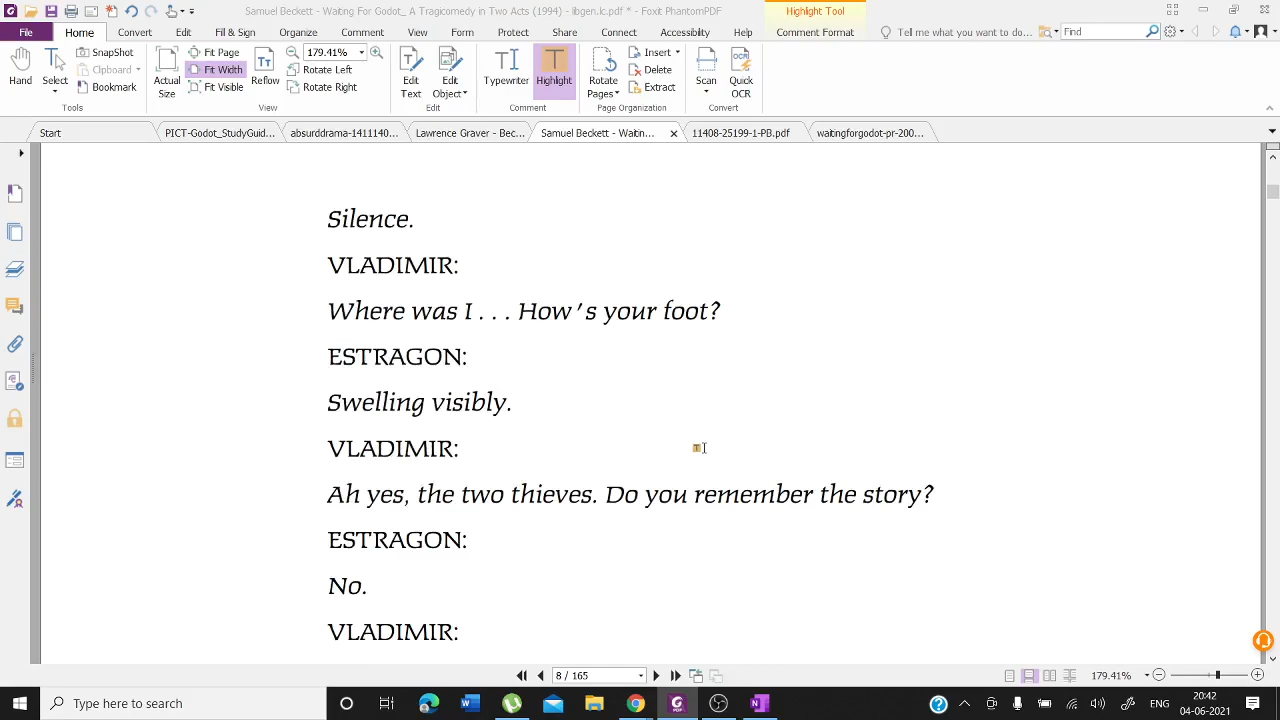 Samuel Beckett - Waiting For Godot_ A Tragicomedy in Two Acts (1994) - libgen.lc.pdf * - Foxit PhantomPDF
Highlight Tool
File Home Convert Edit Fill & Sign Organize Comment View Form Protect Share Connect Accessibility Help Comment Format Tell me what you want to do... Find
Hand
Select
SnapShot
Clipboard
Bookmark
Tools
Actual Size
Fit Page
Fit Width
Fit Visible
Reflow
179.41%
Rotate Left
Rotate Right
View
Edit Text
Edit Object
Edit
Typewriter
Highlight
Comment
Rotate Pages
Insert
Delete
Extract
Page Organization
Scan
Quick OCR
Convert
Start PICT-Godot_StudyGuid... absurddrama-1411140... Lawrence Graver - Bec... Samuel Beckett - Waitin... 11408-25199-1-PB.pdf waitingforgodot-pr-200...
Silence.
VLADIMIR:
Where was I . . . How's your foot?
ESTRAGON:
Swelling visibly.
VLADIMIR:
Ah yes, the two thieves. Do you remember the story?
ESTRAGON:
No.
VLADIMIR:
8 / 165
179.41%
Type here to search
ENG
20:42
04-06-2021